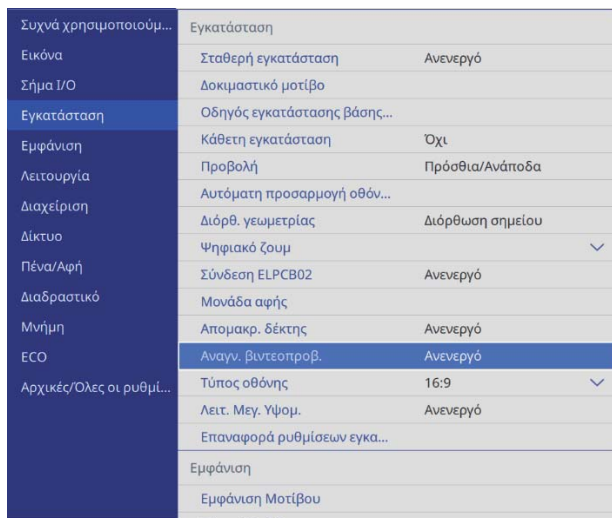 Συχνά χρησιμοποιούμ...
Εικόνα
Σήμα I/O
Εγκατάσταση
Εμφάνιση
Λειτουργία
Διαχείριση
Δίκτυο
Πένα/Αφή
Διαδραστικό
Μνήμη
ECO
Αρχικές/Όλες οι ρυθμί...
Εγκατάσταση
Σταθερή εγκατάσταση Ανενεργό
Δοκιμαστικό μοτίβο
Οδηγός εγκατάστασης βάσης...
Κάθετη εγκατάσταση Όχι
Προβολή Πρόσθια/Ανάποδα
Αυτόματη προσαρμογή οθόν...
Διόρθ. γεωμετρίας Διόρθωση σημείου
Ψηφιακό ζουμ
Σύνδεση ELPCB02 Ανενεργό
Μονάδα αφής
Απομακρ. δέκτης Ανενεργό
Αναγν. βιντεοπροβ. Ανενεργό
Τύπος οθόνης 16:9
Λειτ. Μεγ. Υψομ. Ανενεργό
Επαναφορά ρυθμίσεων εγκα...
Εμφάνιση
Εμφάνιση Μοτίβου